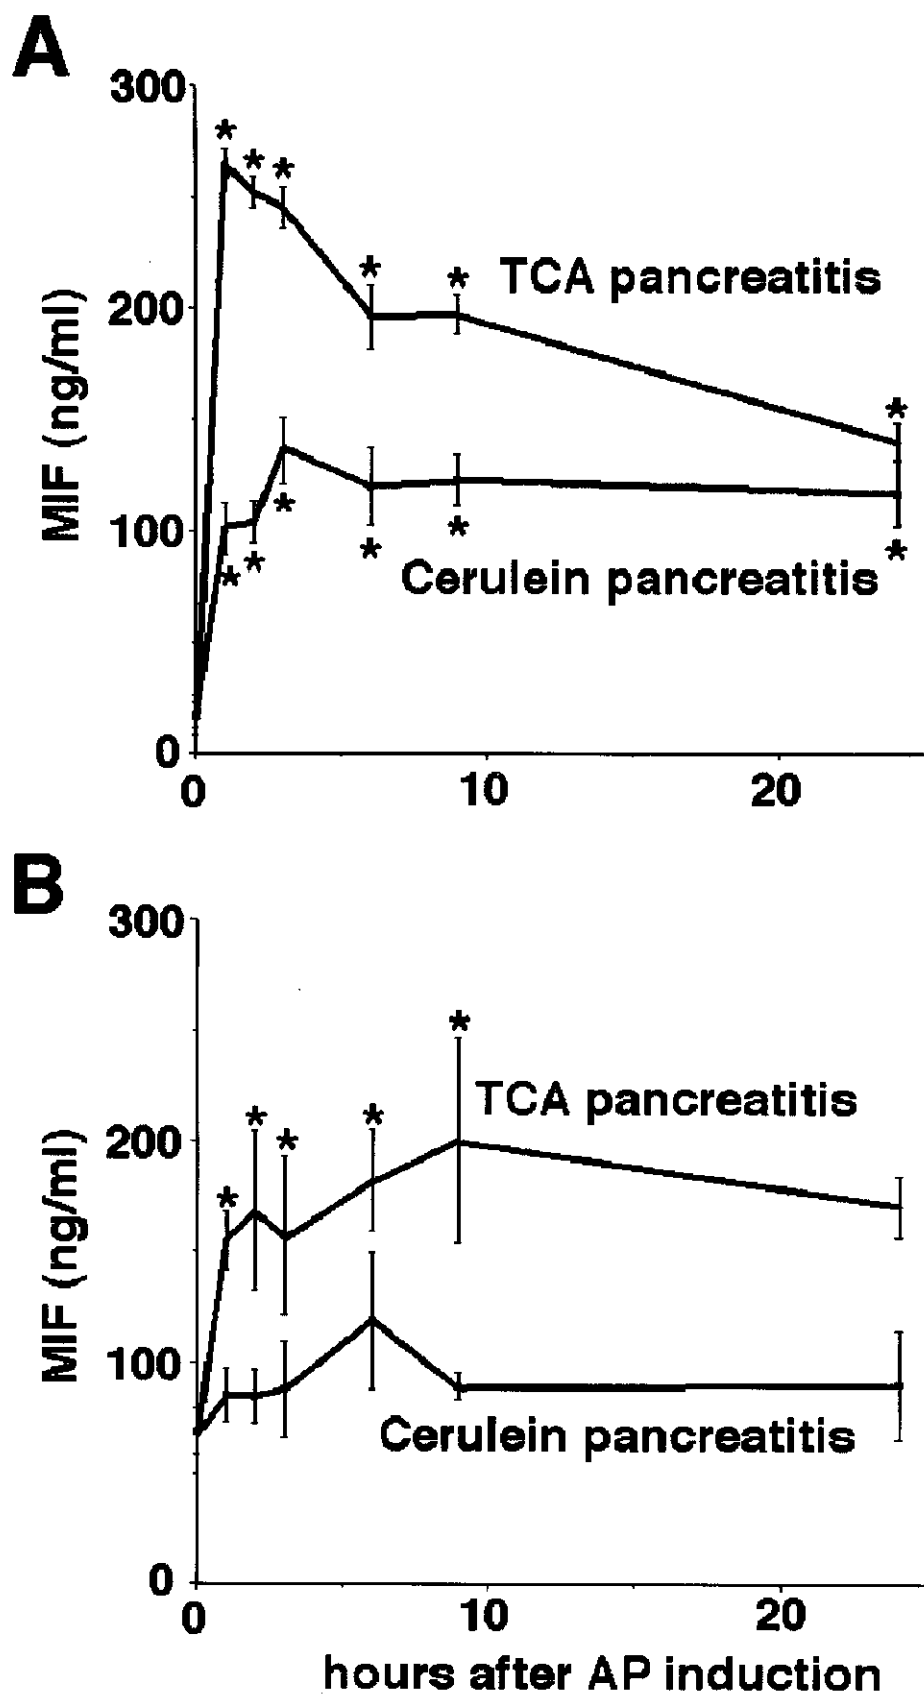 A
300
200
100
0
MIF (ng/ml)
* * *
* *
TCA pancreatitis
*
* * * * * *
Cerulein pancreatitis
0 10 20
B
300
200
100
0
MIF (ng/ml)
* * * * *
TCA pancreatitis
Cerulein pancreatitis
0 10 20
hours after AP induction